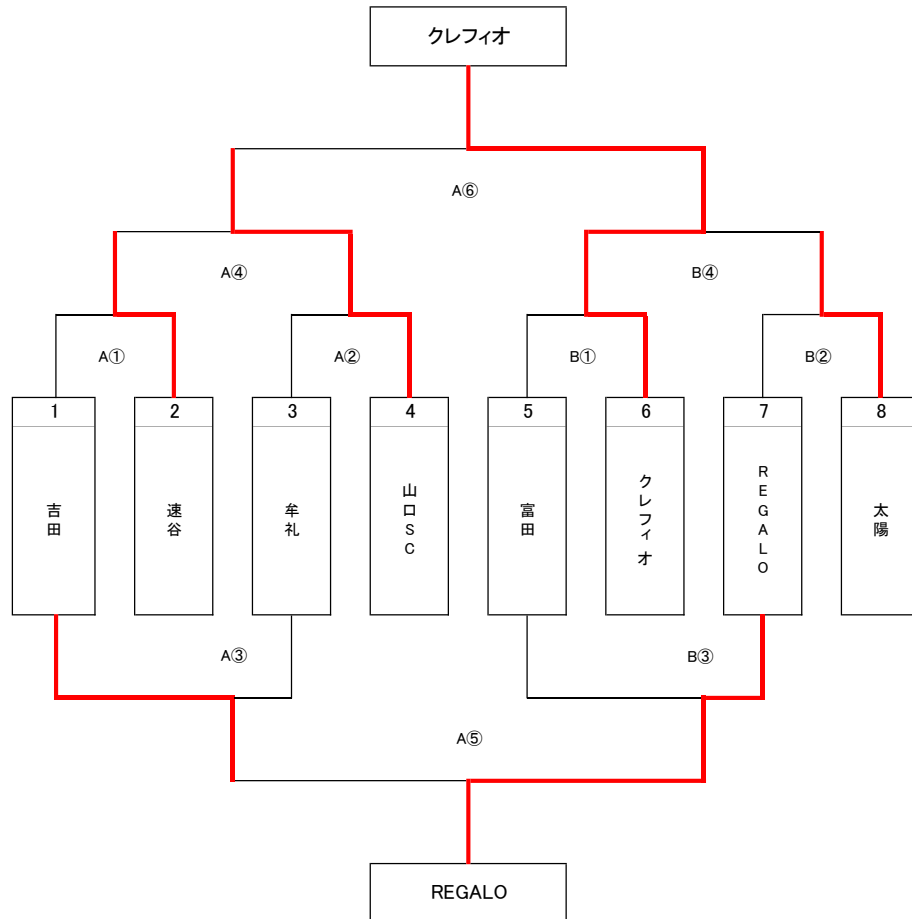 クレフィオ
A⑥
A④
B④
A①
A②
B①
B②
1
2
3
4
5
6
7
8
吉田
速谷
牟礼
山口SC
富田
クレフィオ
REGALO
太陽
A③
B③
A⑤
REGALO